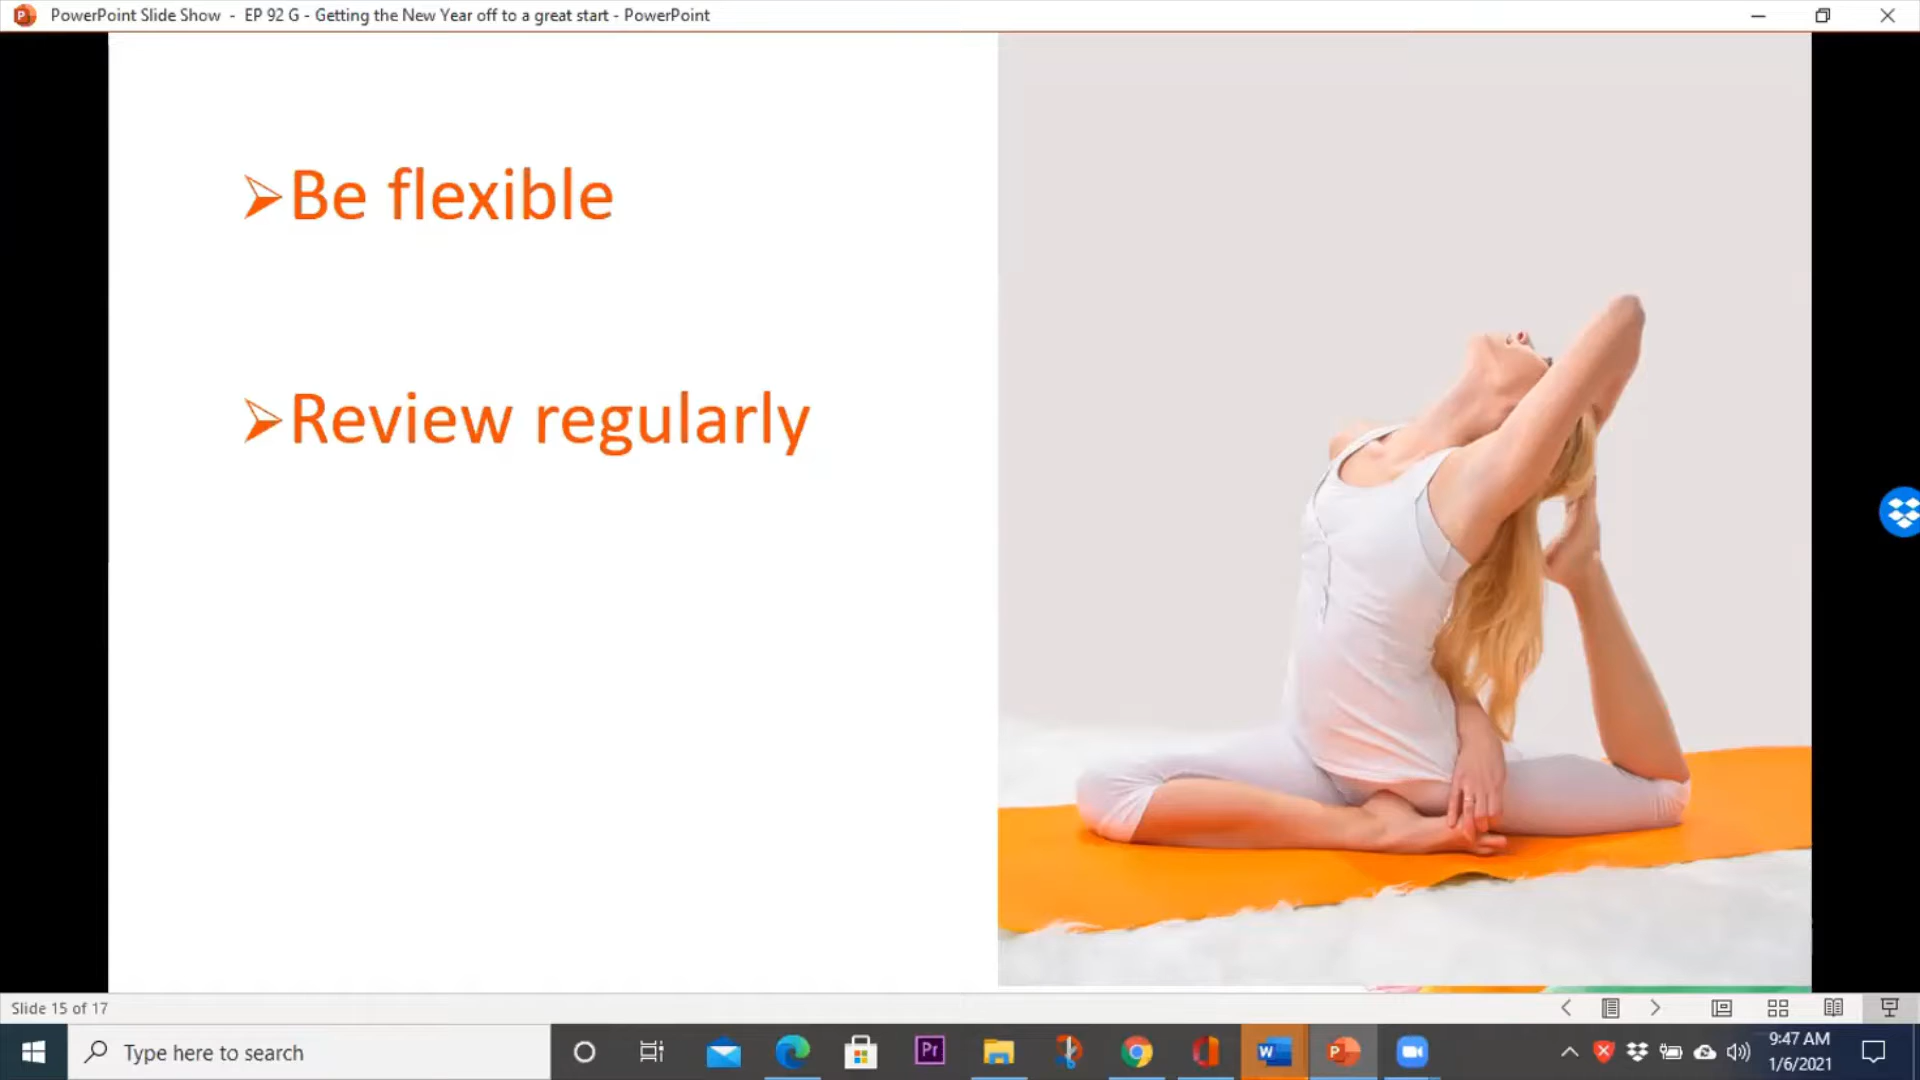 PowerPoint Slide Show - EP 92 G - Getting the New Year off to a great start - PowerPoint
➢Be flexible
➢Review regularly
Slide 15 of 17
Type here to search
Pr
9:47 AM
1/6/2021